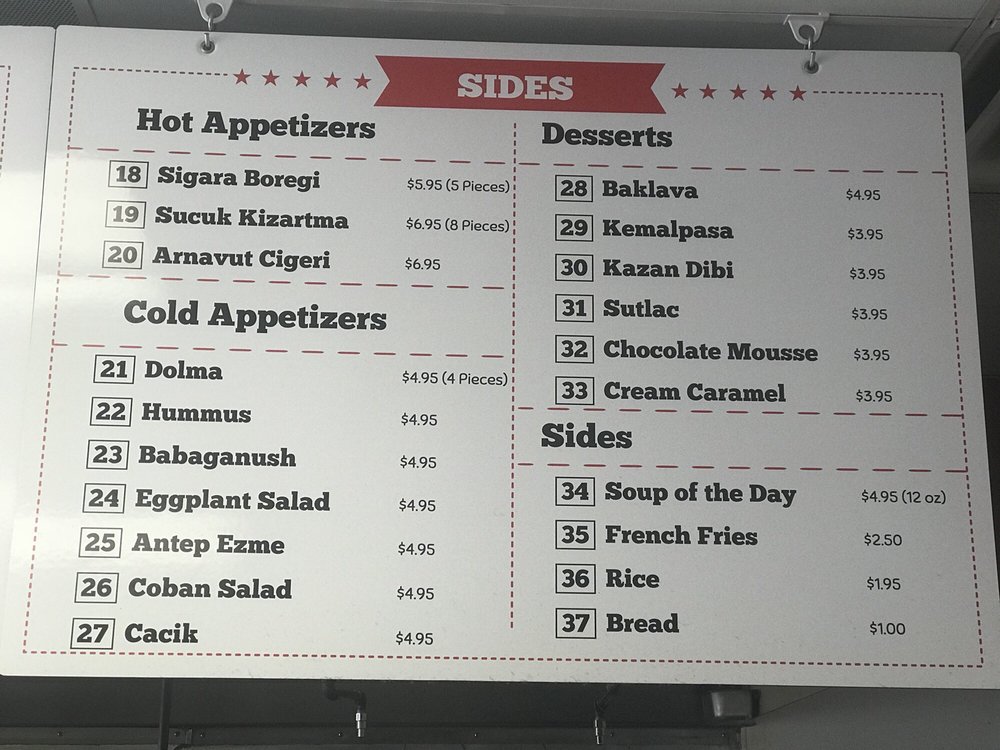 SIDES
Hot Appetizers
18 Sigara Boregi $5.95 (5 Pieces)
19 Sucuk Kizartma $6.95 (8 Pieces)
20 Arnavut Cigeri $6.95
Cold Appetizers
21 Dolma $4.95 (4 Pieces)
22 Hummus $4.95
23 Babaganush $4.95
24 Eggplant Salad $4.95
25 Antep Ezme $4.95
26 Coban Salad $4.95
27 Cacik $4.95
Desserts
28 Baklava $4.95
29 Kemalpasa $3.95
30 Kazan Dibi $3.95
31 Sutlac $3.95
32 Chocolate Mousse $3.95
33 Cream Caramel $3.95
Sides
34 Soup of the Day $4.95 (12 oz)
35 French Fries $2.50
36 Rice $1.95
37 Bread $1.00